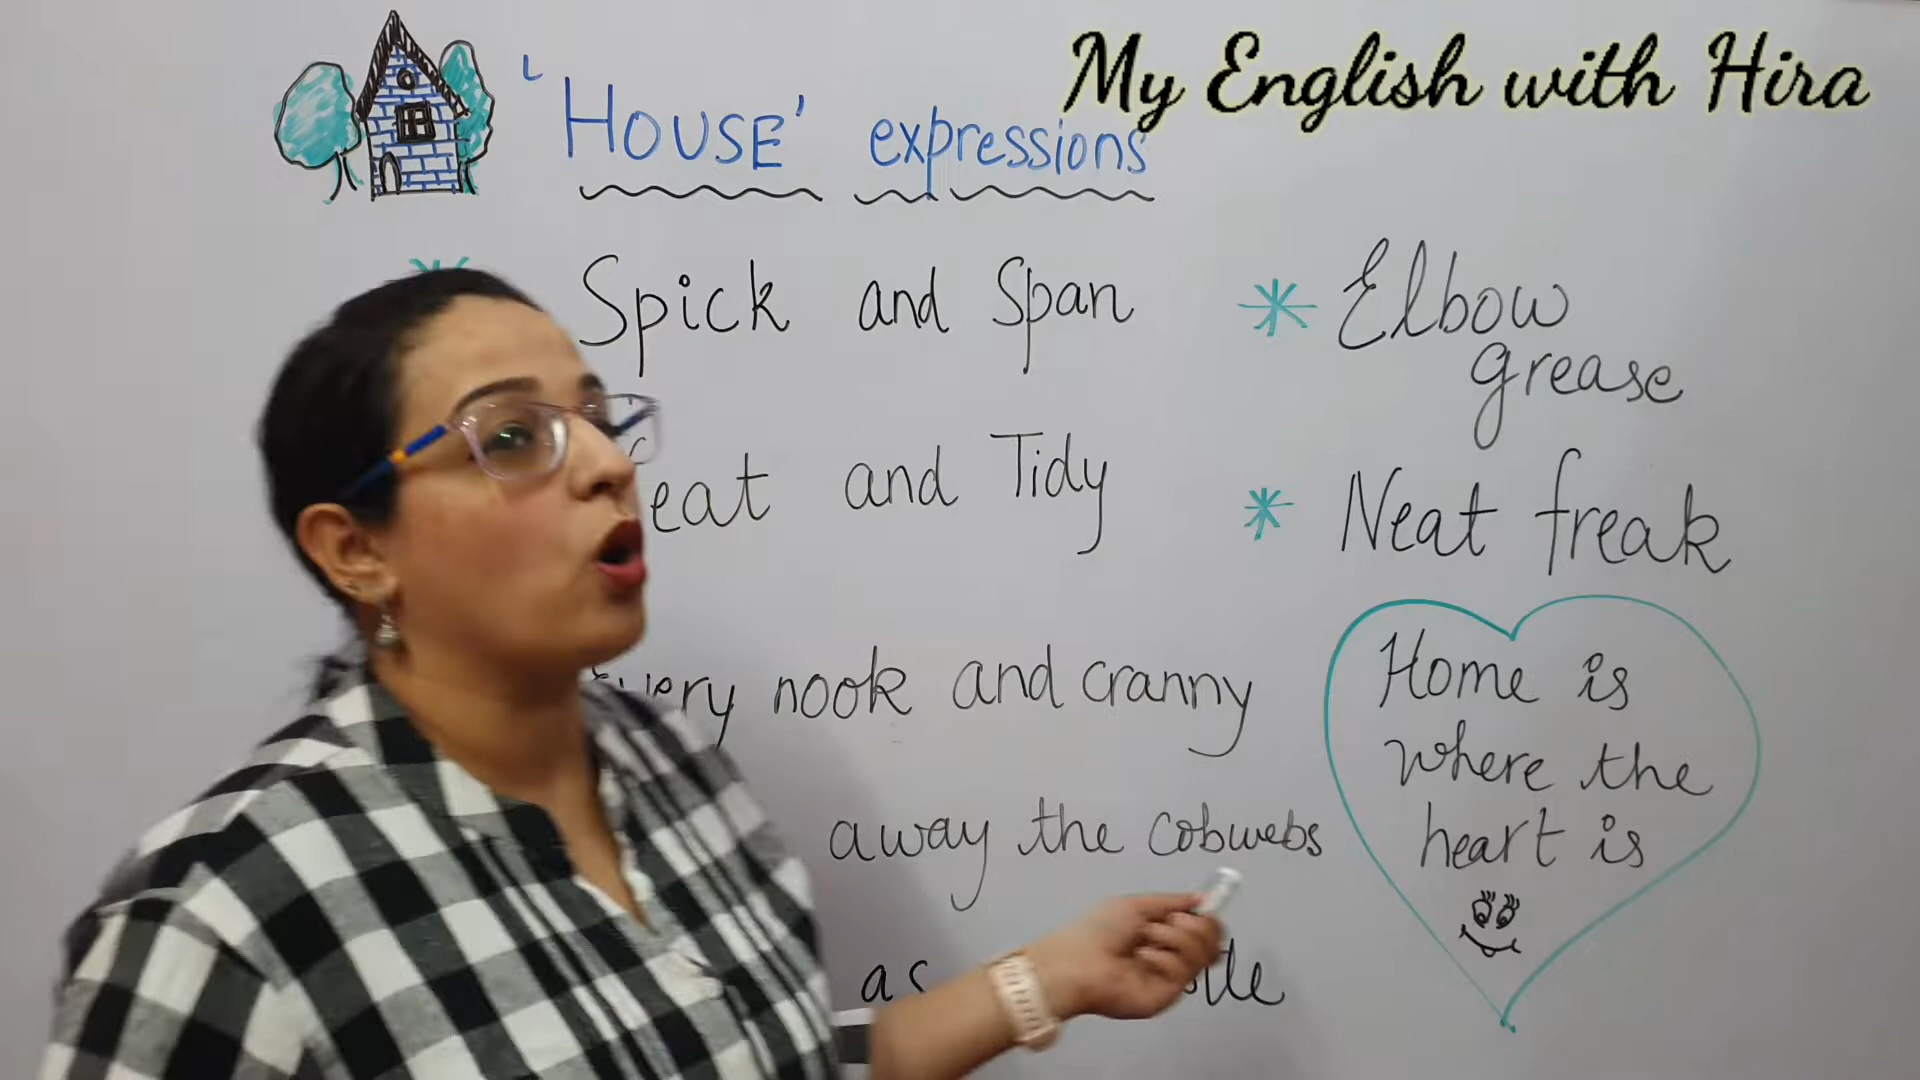 My English with Hira
'HOUSE' expressions
Spick and Span
and Tidy
nook and cranny
away the cobwebs
as
* Elbow
grease
* Neat freak
Home is
where the
heart is